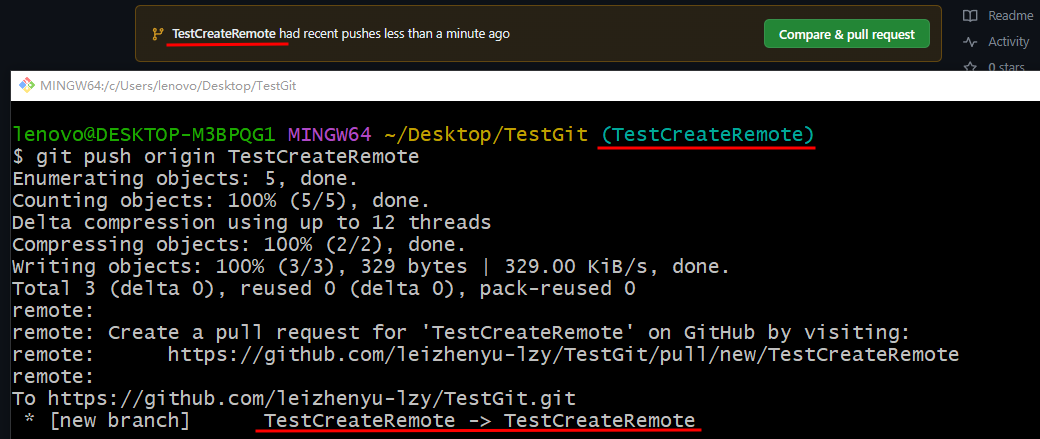 TestCreateRemote had recent pushes less than a minute ago
Compare & pull request
Readme
Activity
0 stars
MINGW64:/c/Users/lenovo/Desktop/TestGit
lenovo@DESKTOP-M3BPQG1 MINGW64 ~/Desktop/TestGit (TestCreateRemote)
$ git push origin TestCreateRemote
Enumerating objects: 5, done.
Counting objects: 100% (5/5), done.
Delta compression using up to 12 threads
Compressing objects: 100% (2/2), done.
Writing objects: 100% (3/3), 329 bytes | 329.00 KiB/s, done.
Total 3 (delta 0), reused 0 (delta 0), pack-reused 0
remote:
remote: Create a pull request for 'TestCreateRemote' on GitHub by visiting:
remote:      https://github.com/leizhenyu-lzy/TestGit/pull/new/TestCreateRemote
remote:
To https://github.com/leizhenyu-lzy/TestGit.git
 * [new branch]      TestCreateRemote -> TestCreateRemote